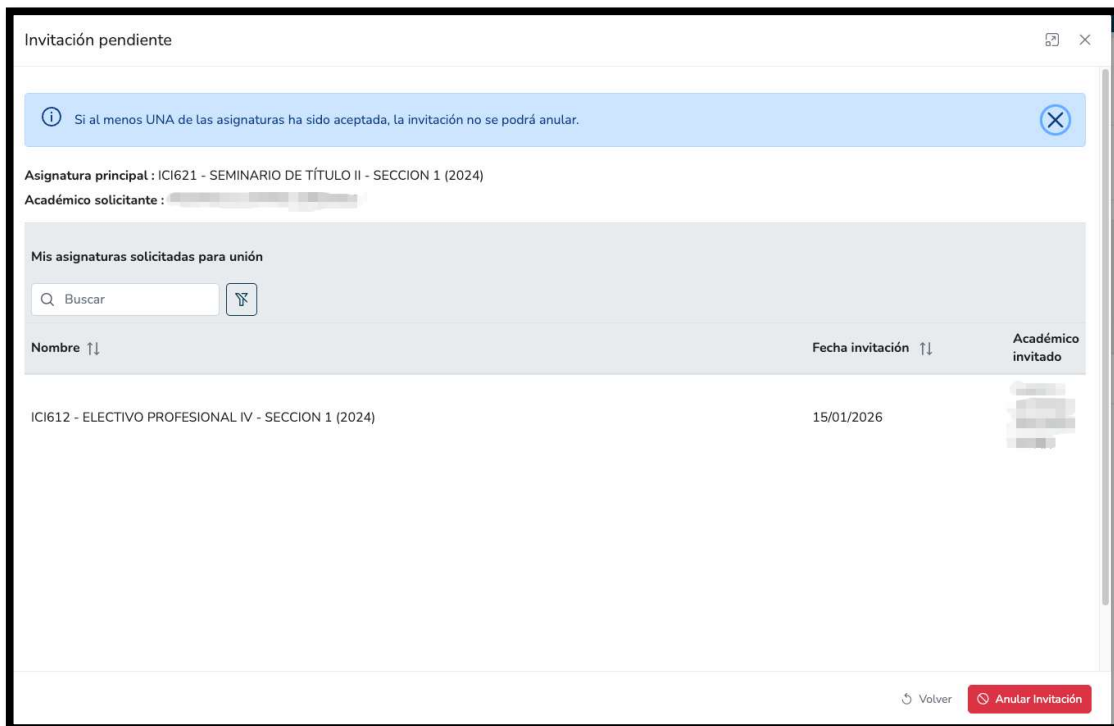 Invitación pendiente
Si al menos UNA de las asignaturas ha sido aceptada, la invitación no se podrá anular.
Asignatura principal : ICI621 - SEMINARIO DE TÍTULO II - SECCION 1 (2024)
Académico solicitante :
Mis asignaturas solicitadas para unión
Buscar
Nombre Fecha invitación Académico invitado
ICI612 - ELECTIVO PROFESIONAL IV - SECCION 1 (2024) 15/01/2026
Volver Anular Invitación